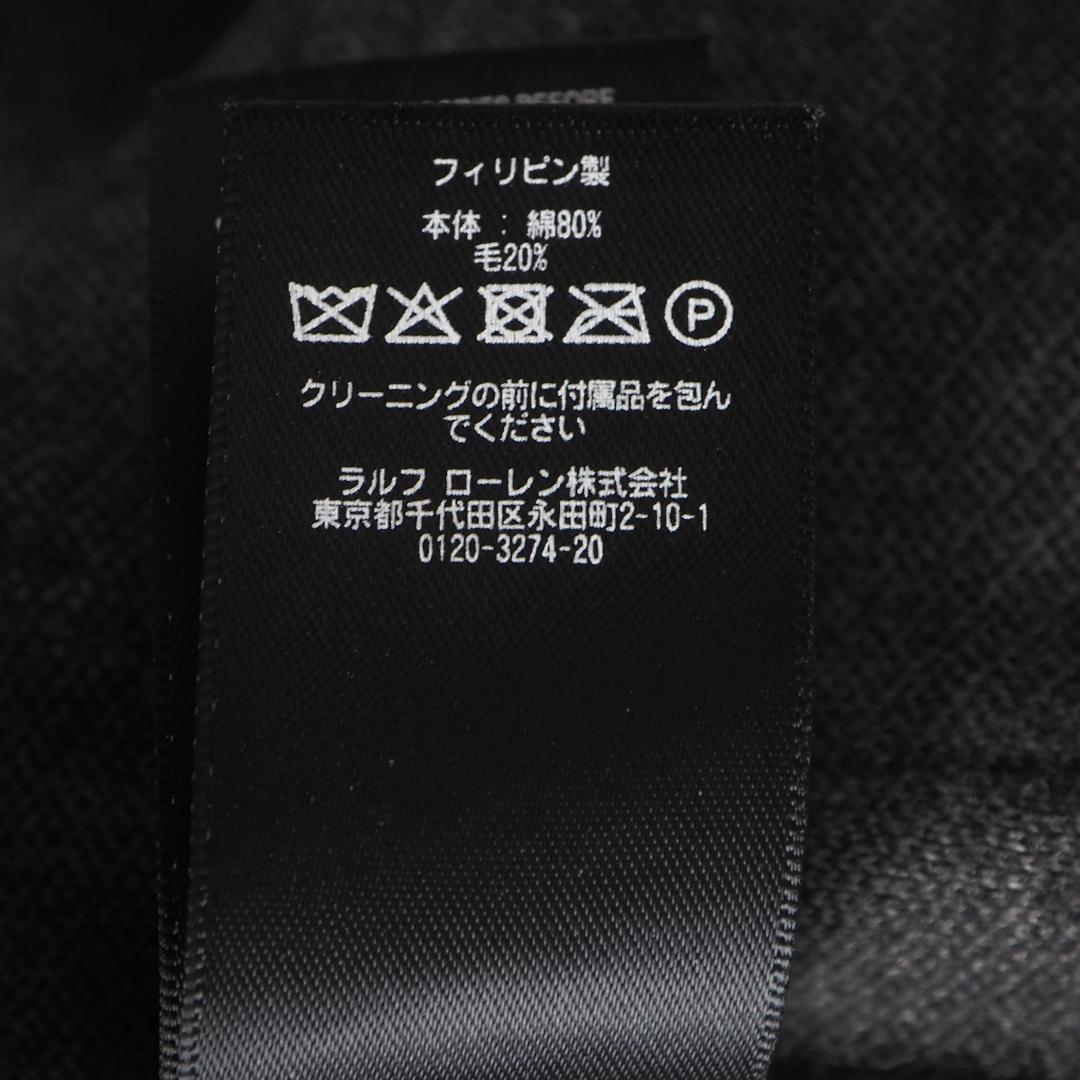 BEFORE
フィリピン製
本体 : 綿80%
毛20%
P
クリーニングの前に付属品を包ん
でください
ラルフ ローレン株式会社
東京都千代田区永田町2-10-1
0120-3274-20